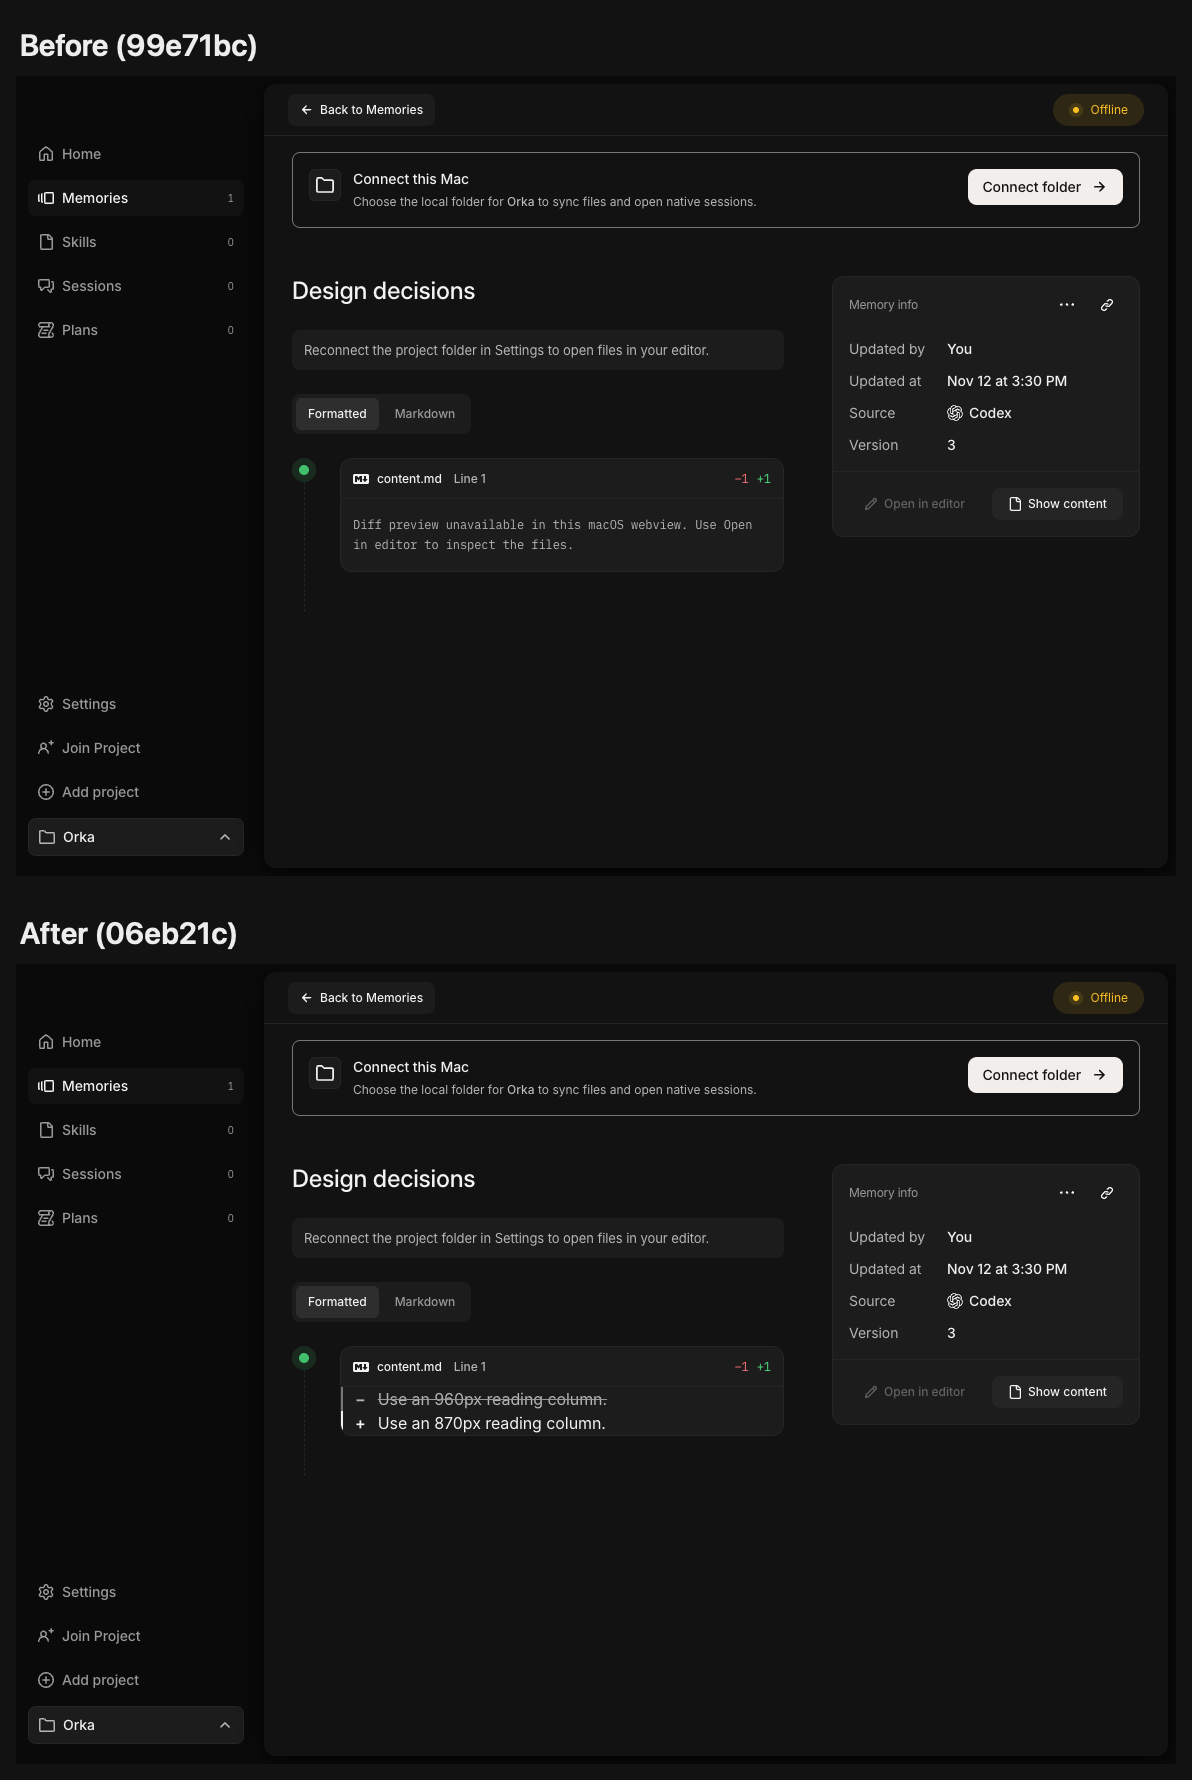 Before (99e71bc)
Back to Memories
Offline
Home
Memories 1
Skills 0
Sessions 0
Plans 0
Settings
Join Project
Add project
Orka
Connect this Mac
Choose the local folder for Orka to sync files and open native sessions.
Connect folder
Design decisions
Reconnect the project folder in Settings to open files in your editor.
Formatted Markdown
content.md Line 1 −1 +1
Diff preview unavailable in this macOS webview. Use Open
in editor to inspect the files.
Memory info
Updated by You
Updated at Nov 12 at 3:30 PM
Source Codex
Version 3
Open in editor Show content
After (06eb21c)
Back to Memories
Offline
Home
Memories 1
Skills 0
Sessions 0
Plans 0
Settings
Join Project
Add project
Orka
Connect this Mac
Choose the local folder for Orka to sync files and open native sessions.
Connect folder
Design decisions
Reconnect the project folder in Settings to open files in your editor.
Formatted Markdown
content.md Line 1 −1 +1
− Use an 960px reading column.
+ Use an 870px reading column.
Memory info
Updated by You
Updated at Nov 12 at 3:30 PM
Source Codex
Version 3
Open in editor Show content